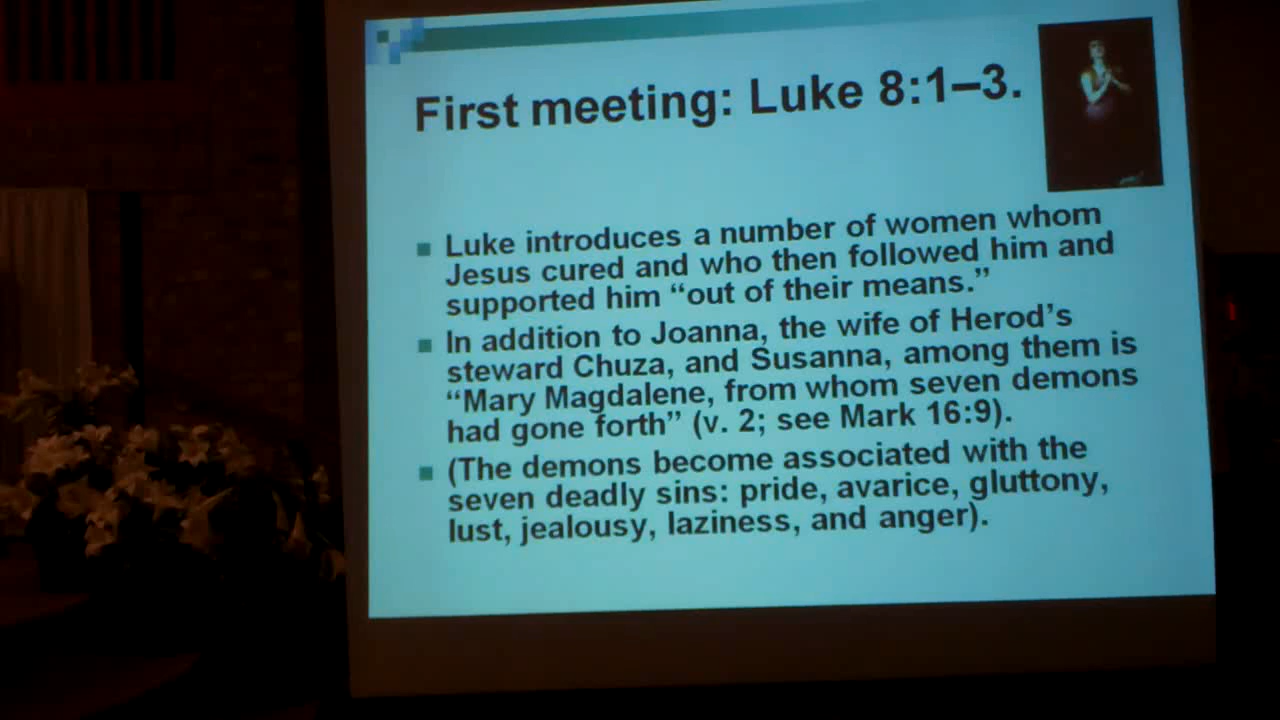 First meeting: Luke 8:1–3.
■ Luke introduces a number of women whom
Jesus cured and who then followed him and
supported him “out of their means.”
■ In addition to Joanna, the wife of Herod’s
steward Chuza, and Susanna, among them is
“Mary Magdalene, from whom seven demons
had gone forth” (v. 2; see Mark 16:9).
■ (The demons become associated with the
seven deadly sins: pride, avarice, gluttony,
lust, jealousy, laziness, and anger).